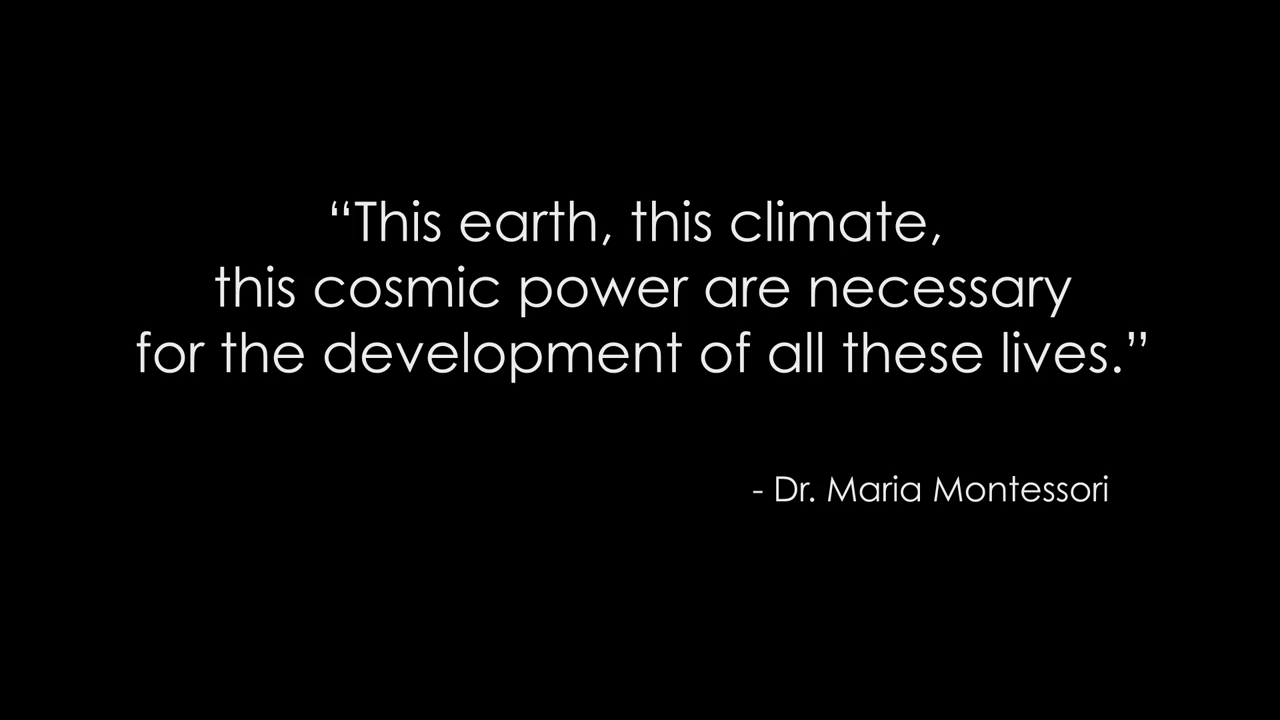 “This earth, this climate,
this cosmic power are necessary
for the development of all these lives.”
- Dr. Maria Montessori